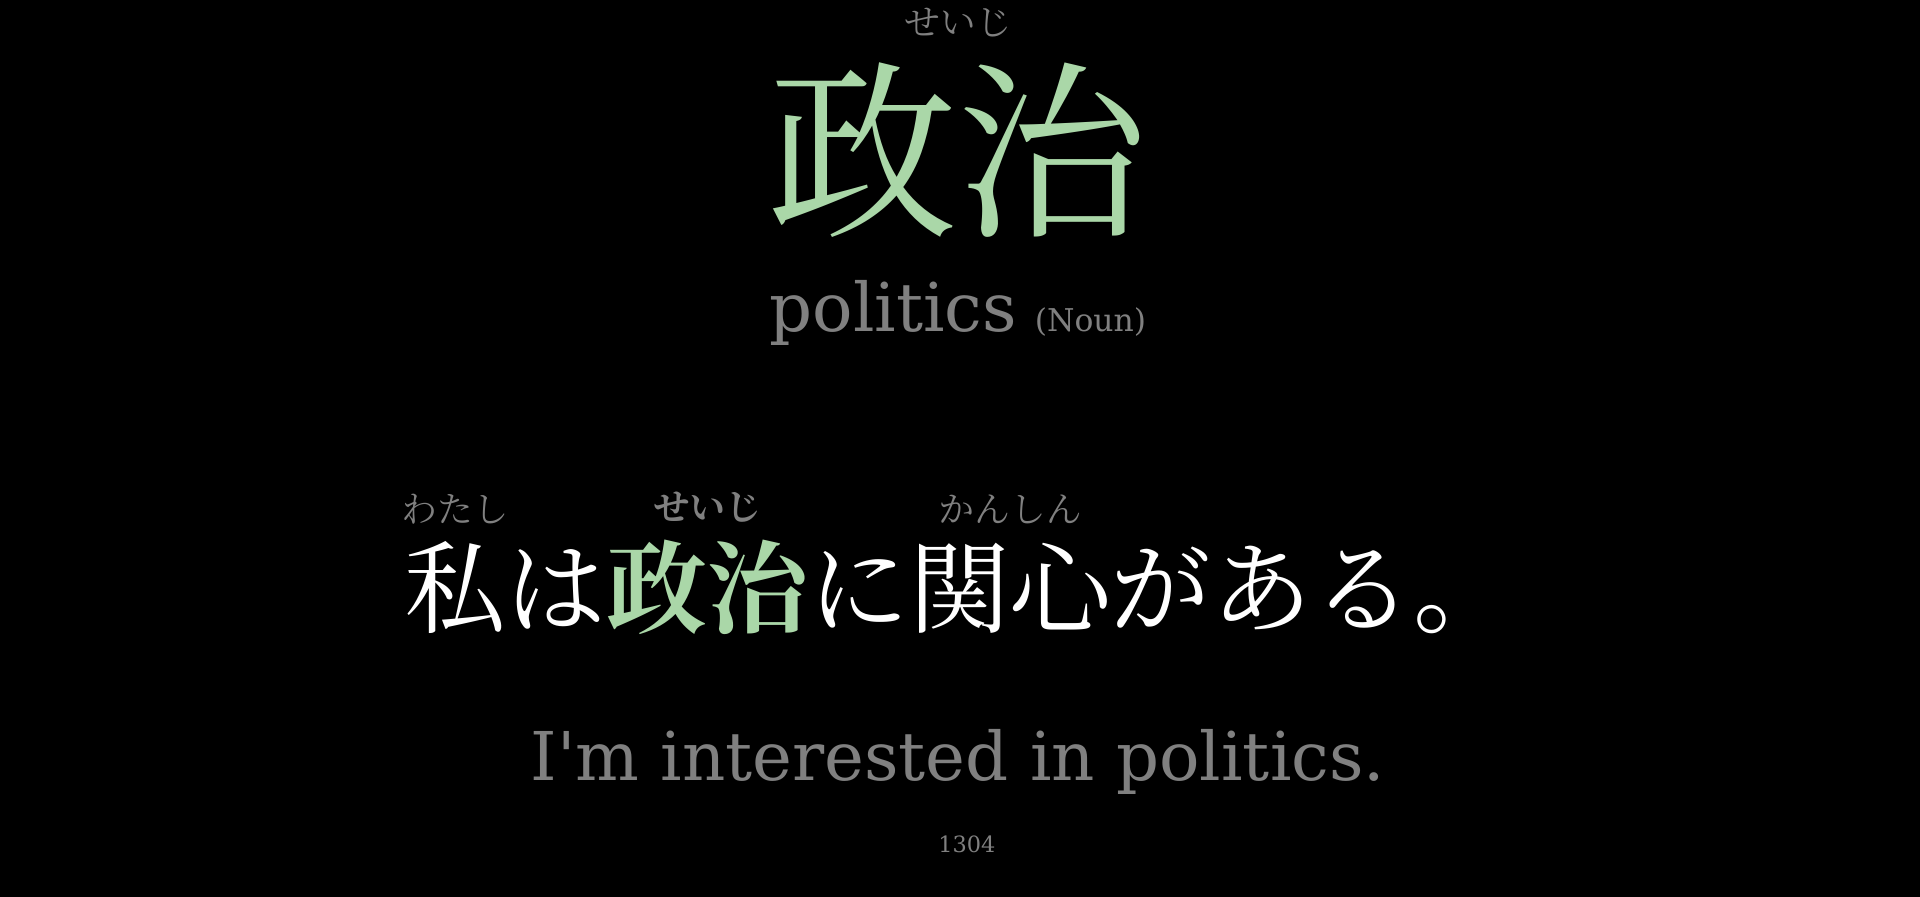 せいじ
政治
politics (Noun)
わたし せいじ かんしん
私は政治に関心がある。
I'm interested in politics.
1304